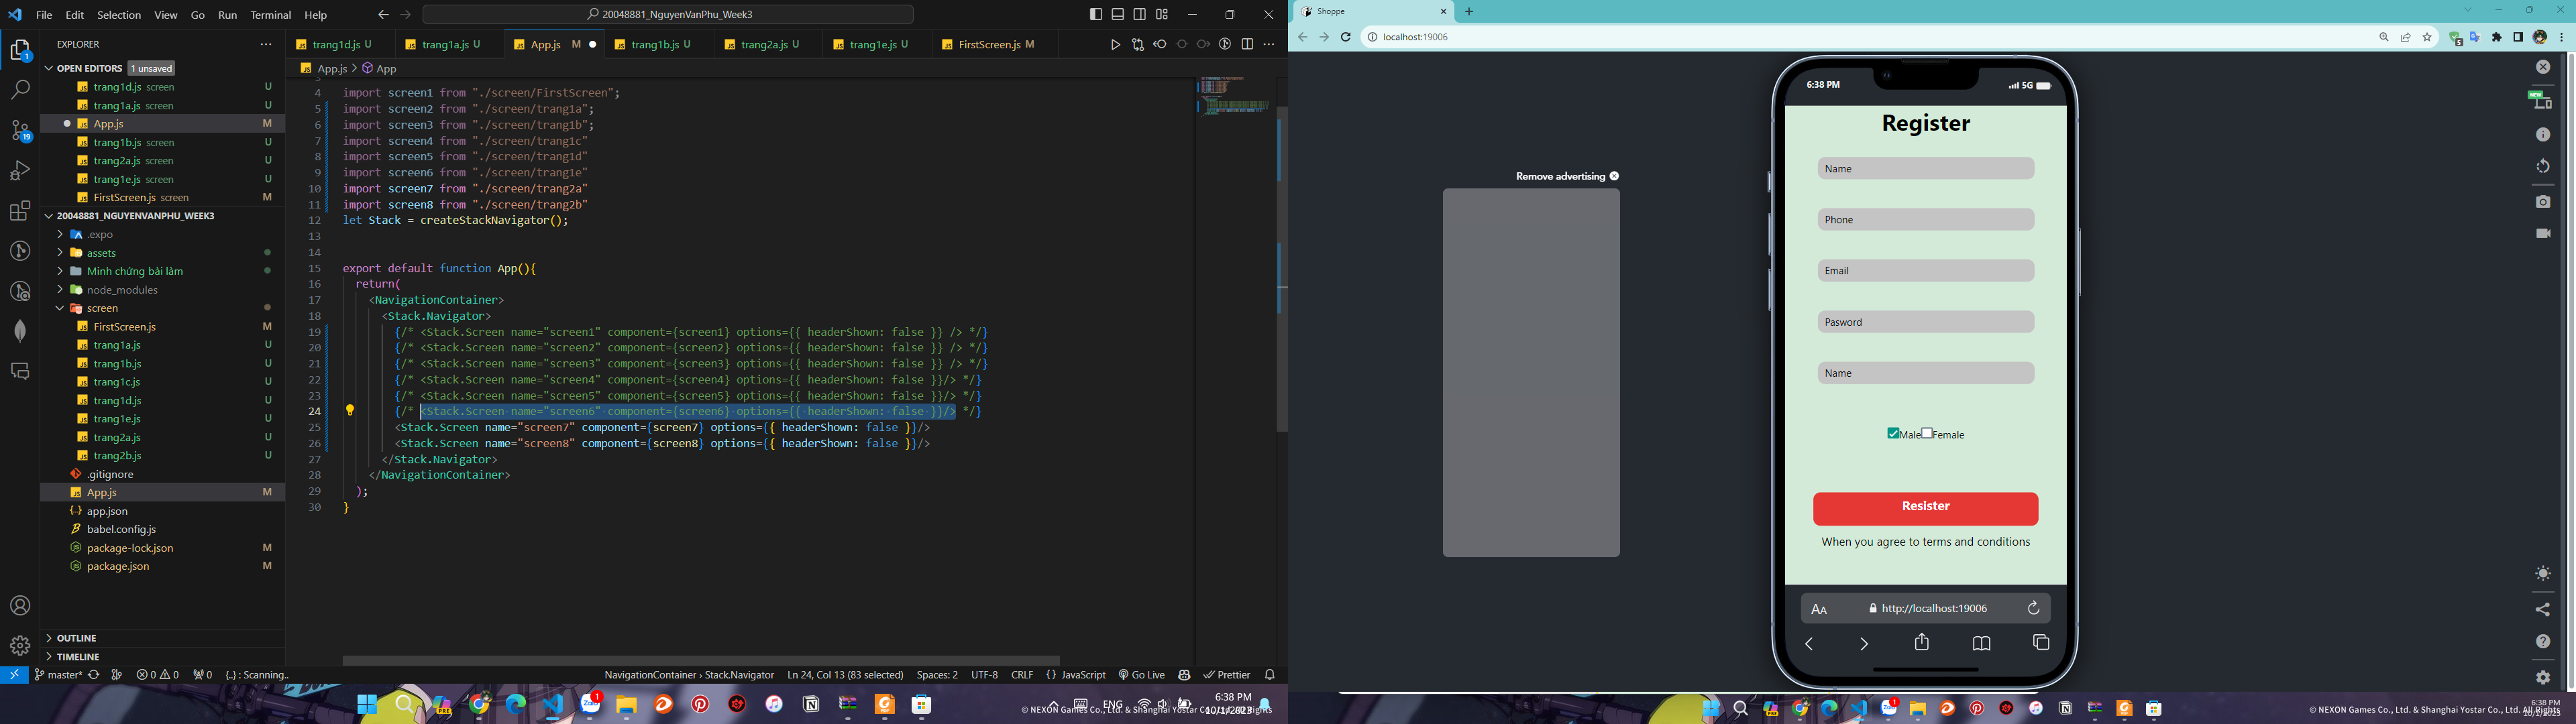 File Edit Selection View Go Run Terminal Help
20048881_NguyenVanPhu_Week3
EXPLORER
OPEN EDITORS 1 unsaved
trang1d.js screen U
trang1a.js screen U
App.js M
trang1b.js screen U
trang2a.js screen U
trang1e.js screen U
FirstScreen.js screen M
20048881_NGUYENVANPHU_WEEK3
.expo
assets
Minh chứng bài làm
node_modules
screen
FirstScreen.js M
trang1a.js U
trang1b.js U
trang1c.js U
trang1d.js U
trang1e.js U
trang2a.js U
trang2b.js U
.gitignore
App.js M
app.json
babel.config.js
package-lock.json M
package.json M
OUTLINE
TIMELINE
trang1d.js U trang1a.js U App.js M trang1b.js U trang2a.js U trang1e.js U FirstScreen.js M
App.js > App
4 import screen1 from "./screen/FirstScreen";
5 import screen2 from "./screen/trang1a";
6 import screen3 from "./screen/trang1b";
7 import screen4 from "./screen/trang1c"
8 import screen5 from "./screen/trang1d"
9 import screen6 from "./screen/trang1e"
10 import screen7 from "./screen/trang2a"
11 import screen8 from "./screen/trang2b"
12 let Stack = createStackNavigator();
13
14
15 export default function App(){
16 return(
17 <NavigationContainer>
18 <Stack.Navigator>
19 {/* <Stack.Screen name="screen1" component={screen1} options={{ headerShown: false }} /> */}
20 {/* <Stack.Screen name="screen2" component={screen2} options={{ headerShown: false }} /> */}
21 {/* <Stack.Screen name="screen3" component={screen3} options={{ headerShown: false }} /> */}
22 {/* <Stack.Screen name="screen4" component={screen4} options={{ headerShown: false }}/> */}
23 {/* <Stack.Screen name="screen5" component={screen5} options={{ headerShown: false }}/> */}
24 {/* <Stack.Screen name="screen6" component={screen6} options={{ headerShown: false }}/> */}
25 <Stack.Screen name="screen7" component={screen7} options={{ headerShown: false }}/>
26 <Stack.Screen name="screen8" component={screen8} options={{ headerShown: false }}/>
27 </Stack.Navigator>
28 </NavigationContainer>
29 );
30 }
master* 0 0 0 {..} : Scanning.. NavigationContainer › Stack.Navigator Ln 24, Col 13 (83 selected) Spaces: 2 UTF-8 CRLF {} JavaScript Go Live Prettier
ENG 6:38 PM
10/1/2023
© NEXON Games Co., Ltd. & Shanghai Yostar Co., Ltd. All Rights
Shoppe
localhost:19006
Remove advertising
6:38 PM 5G
Register
Name
Phone
Email
Pasword
Name
Male Female
Resister
When you agree to terms and conditions
AA http://localhost:19006
NEW
6:38 PM
© NEXON Games Co., Ltd. & Shanghai Yostar Co., Ltd. All Rights